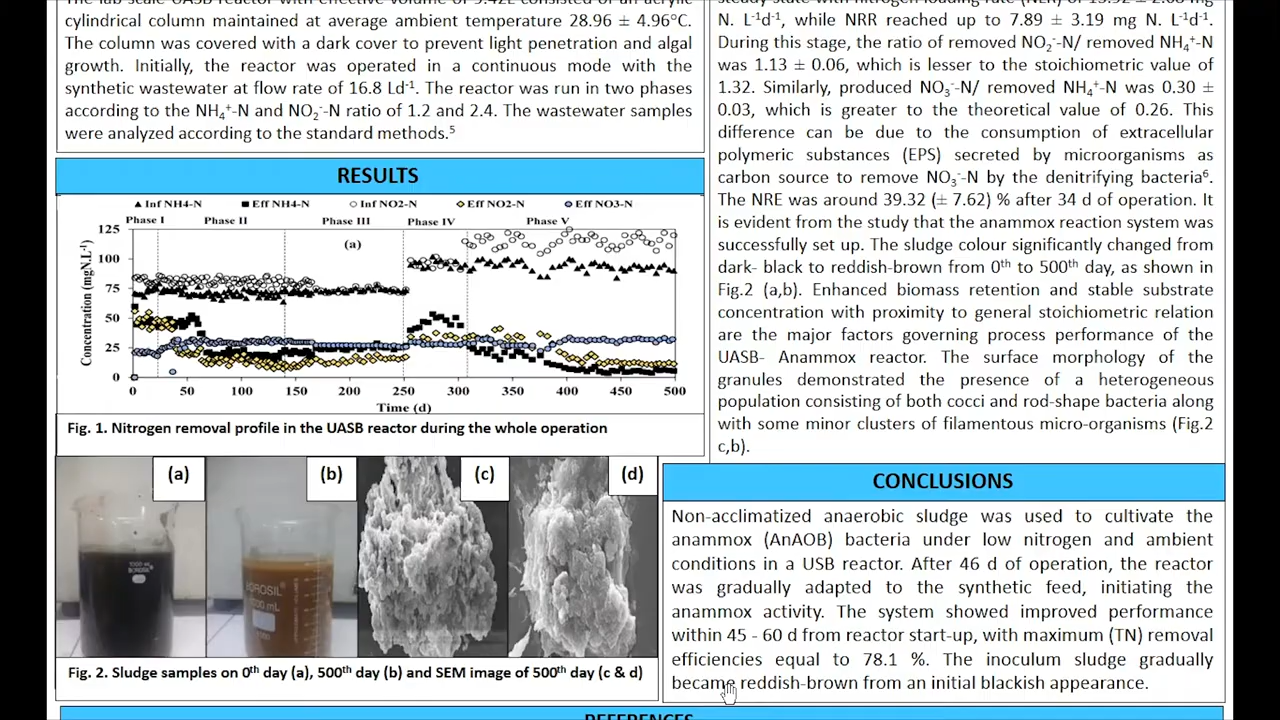 lab-scale UASB reactor with effective volume of 5.42L consisted of an acrylic
cylindrical column maintained at average ambient temperature 28.96 ± 4.96°C.
The column was covered with a dark cover to prevent light penetration and algal
growth. Initially, the reactor was operated in a continuous mode with the
synthetic wastewater at flow rate of 16.8 Ld⁻¹. The reactor was run in two phases
according to the NH₄⁺-N and NO₂⁻-N ratio of 1.2 and 2.4. The wastewater samples
were analyzed according to the standard methods.⁵
RESULTS
Inf NH4-N Eff NH4-N Inf NO2-N Eff NO2-N Eff NO3-N
Phase I Phase II Phase III Phase IV Phase V
(a)
Concentration (mgN.L⁻¹)
125
100
75
50
25
0
0 50 100 150 200 250 300 350 400 450 500
Time (d)
Fig. 1. Nitrogen removal profile in the UASB reactor during the whole operation
(a) (b) (c) (d)
1000 mL
BOROSIL
BOROSIL
1000 mL
Fig. 2. Sludge samples on 0ᵗʰ day (a), 500ᵗʰ day (b) and SEM image of 500ᵗʰ day (c & d)
N. L⁻¹d⁻¹, while NRR reached up to 7.89 ± 3.19 mg N. L⁻¹d⁻¹.
During this stage, the ratio of removed NO₂⁻-N/ removed NH₄⁺-N
was 1.13 ± 0.06, which is lesser to the stoichiometric value of
1.32. Similarly, produced NO₃⁻-N/ removed NH₄⁺-N was 0.30 ±
0.03, which is greater to the theoretical value of 0.26. This
difference can be due to the consumption of extracellular
polymeric substances (EPS) secreted by microorganisms as
carbon source to remove NO₃⁻-N by the denitrifying bacteria⁶.
The NRE was around 39.32 (± 7.62) % after 34 d of operation. It
is evident from the study that the anammox reaction system was
successfully set up. The sludge colour significantly changed from
dark- black to reddish-brown from 0ᵗʰ to 500ᵗʰ day, as shown in
Fig.2 (a,b). Enhanced biomass retention and stable substrate
concentration with proximity to general stoichiometric relation
are the major factors governing process performance of the
UASB- Anammox reactor. The surface morphology of the
granules demonstrated the presence of a heterogeneous
population consisting of both cocci and rod-shape bacteria along
with some minor clusters of filamentous micro-organisms (Fig.2
c,b).
CONCLUSIONS
Non-acclimatized anaerobic sludge was used to cultivate the
anammox (AnAOB) bacteria under low nitrogen and ambient
conditions in a USB reactor. After 46 d of operation, the reactor
was gradually adapted to the synthetic feed, initiating the
anammox activity. The system showed improved performance
within 45 - 60 d from reactor start-up, with maximum (TN) removal
efficiencies equal to 78.1 %. The inoculum sludge gradually
became reddish-brown from an initial blackish appearance.
REFERENCES